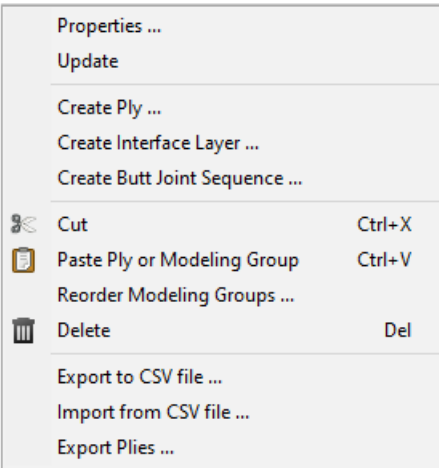 Properties ...
Update
Create Ply ...
Create Interface Layer ...
Create Butt Joint Sequence ...
Cut Ctrl+X
Paste Ply or Modeling Group Ctrl+V
Reorder Modeling Groups ...
Delete Del
Export to CSV file ...
Import from CSV file ...
Export Plies ...